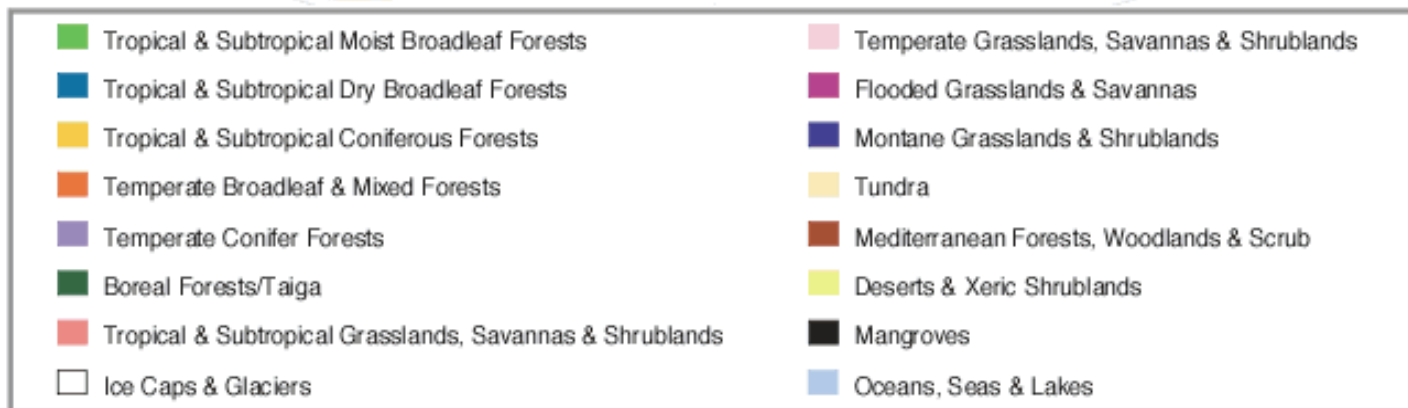 Tropical & Subtropical Moist Broadleaf Forests
Tropical & Subtropical Dry Broadleaf Forests
Tropical & Subtropical Coniferous Forests
Temperate Broadleaf & Mixed Forests
Temperate Conifer Forests
Boreal Forests/Taiga
Tropical & Subtropical Grasslands, Savannas & Shrublands
Ice Caps & Glaciers
Temperate Grasslands, Savannas & Shrublands
Flooded Grasslands & Savannas
Montane Grasslands & Shrublands
Tundra
Mediterranean Forests, Woodlands & Scrub
Deserts & Xeric Shrublands
Mangroves
Oceans, Seas & Lakes